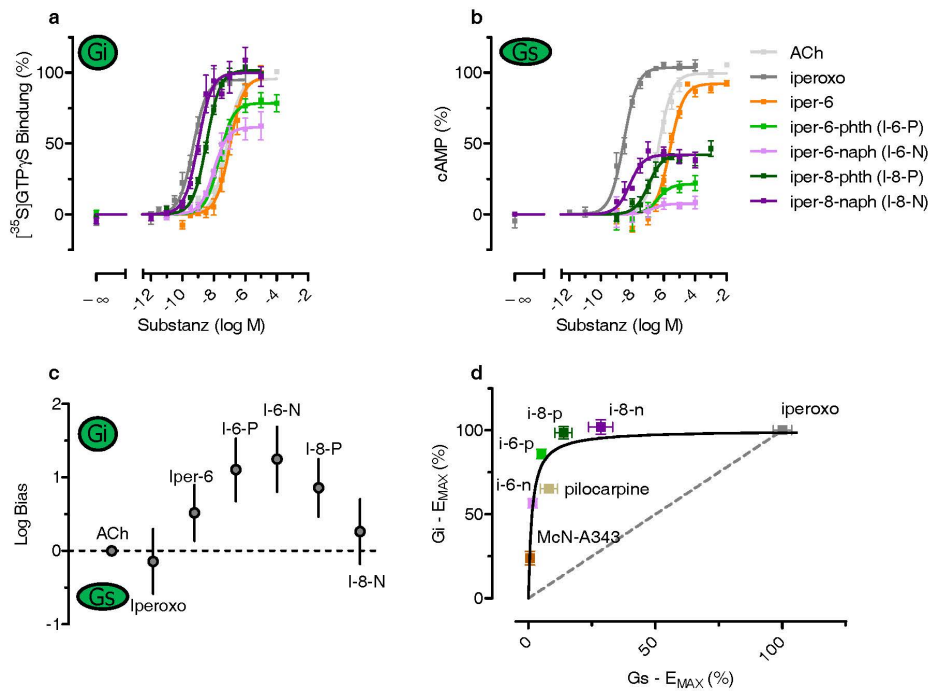 a
Gi
[³⁵S]GTPγS Bindung (%)
100
50
0
− ∞
-12
-10
-8
-6
-4
-2
Substanz (log M)
b
Gs
cAMP (%)
100
50
0
− ∞
-12
-10
-8
-6
-4
-2
Substanz (log M)
ACh
iperoxo
iper-6
iper-6-phth (I-6-P)
iper-6-naph (I-6-N)
iper-8-phth (I-8-P)
iper-8-naph (I-8-N)
c
Log Bias
2
1
0
-1
Gi
Gs
ACh
Iperoxo
Iper-6
I-6-P
I-6-N
I-8-P
I-8-N
d
Gi - EMAX (%)
100
50
0
i-8-p
i-8-n
iperoxo
i-6-p
i-6-n
pilocarpine
McN-A343
0
50
100
Gs - EMAX (%)